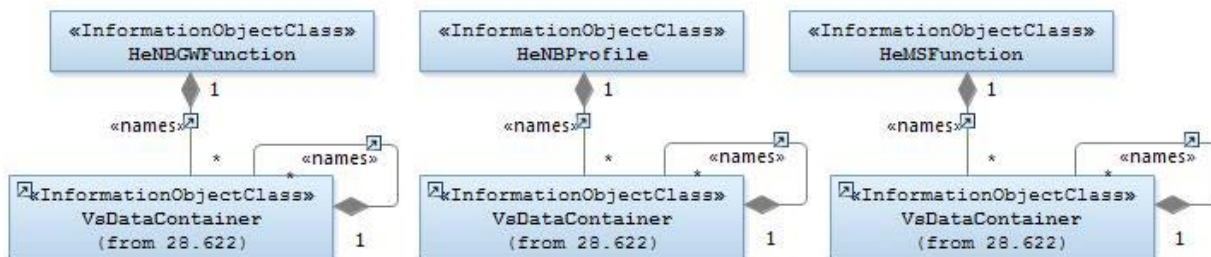 «InformationObjectClass»
HeNBGWFunction
1
«names»
*
«names»
*
«InformationObjectClass»
VsDataContainer
(from 28.622)
1
«InformationObjectClass»
HeNBProfile
1
«names»
*
«names»
*
«InformationObjectClass»
VsDataContainer
(from 28.622)
1
«InformationObjectClass»
HeMSFunction
1
«names»
*
«names»
*
«InformationObjectClass»
VsDataContainer
(from 28.622)
1